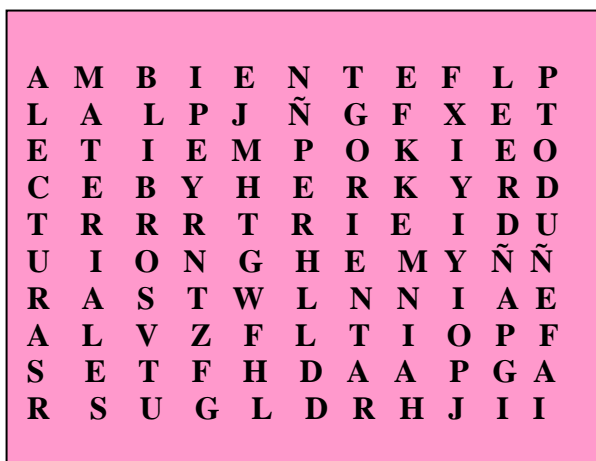 A M B I E N T E F L P
L A L P J Ñ G F X E T
E T I E M P O K I E O
C E B Y H E R K Y R D
T R R R T R I E I D U
U I O N G H E M Y Ñ Ñ
R A S T W L N N I A E
A L V Z F L T I O P F
S E T F H D A A P G A
R S U G L D R H J I I